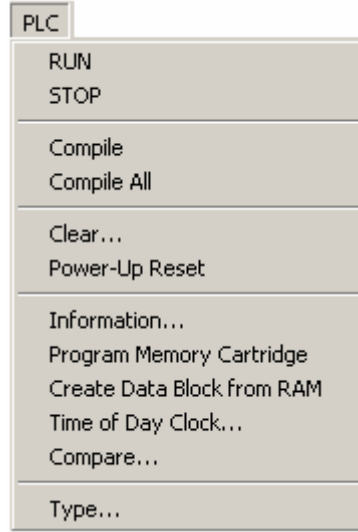 PLC
RUN
STOP
Compile
Compile All
Clear...
Power-Up Reset
Information...
Program Memory Cartridge
Create Data Block from RAM
Time of Day Clock...
Compare...
Type...